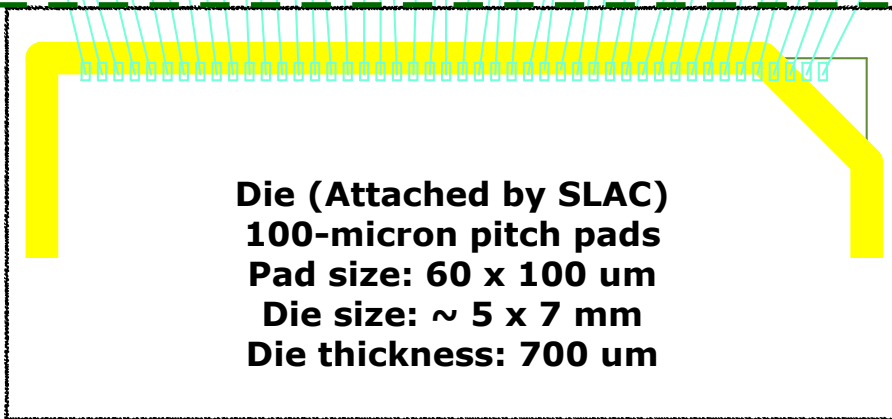 Die (Attached by SLAC)
100-micron pitch pads
Pad size: 60 x 100 um
Die size: ~ 5 x 7 mm
Die thickness: 700 um